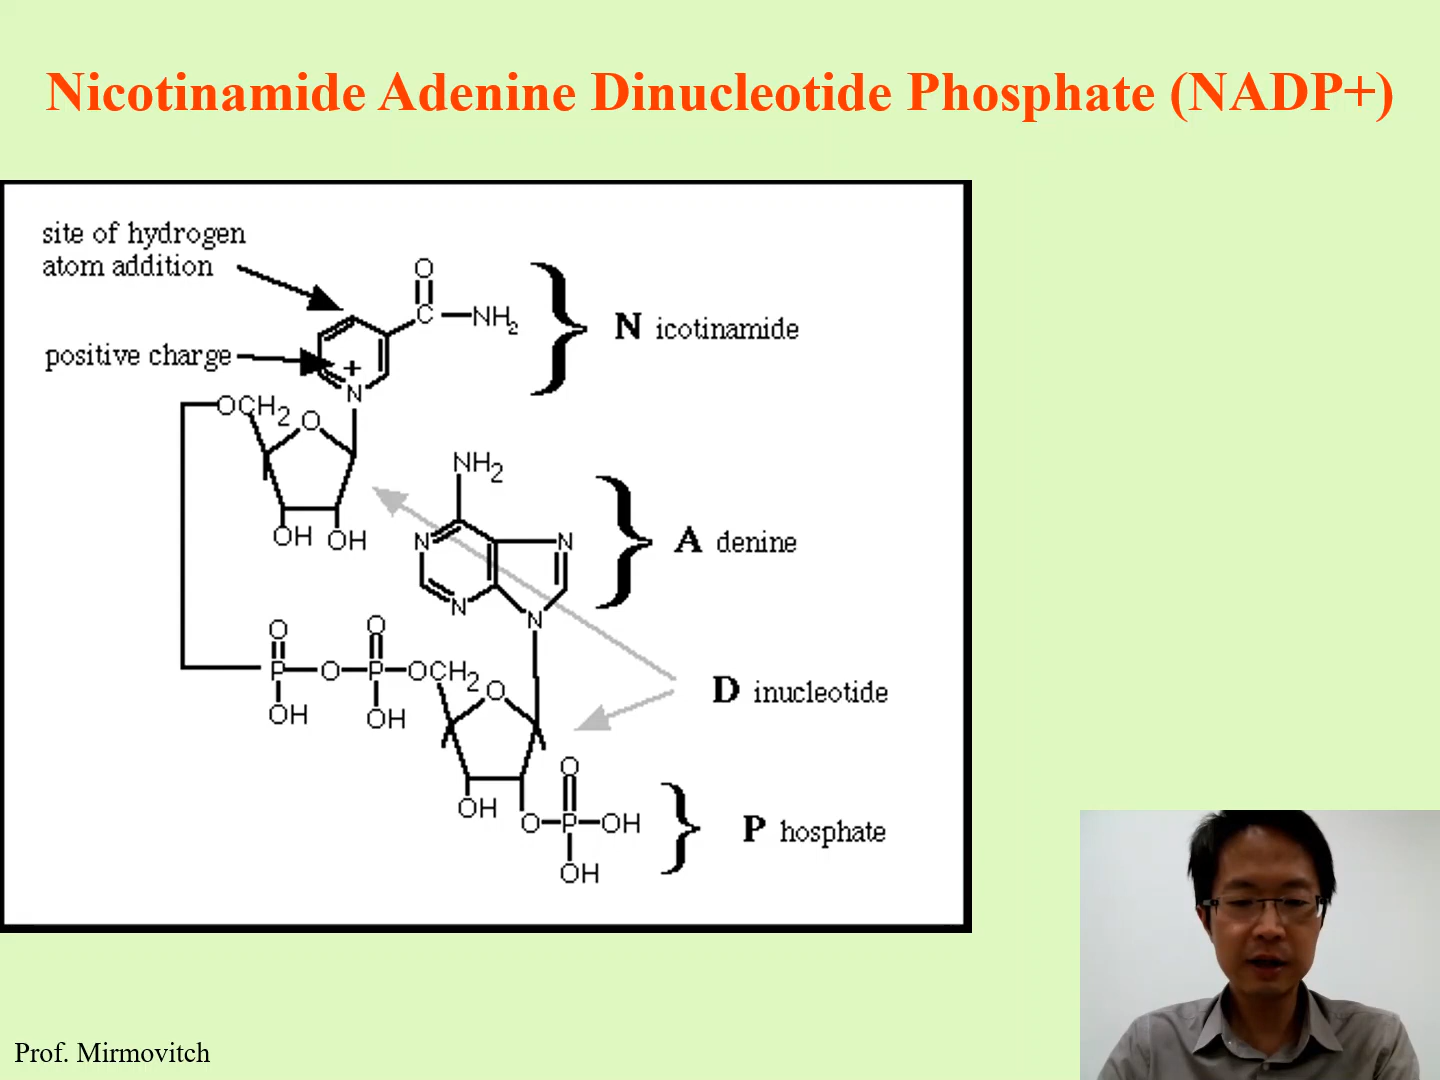 Nicotinamide Adenine Dinucleotide Phosphate (NADP+)
site of hydrogen
atom addition
O
C
NH2
N icotinamide
positive charge
+
N
OCH2
O
OH
OH
NH2
N
N
N
N
A denine
O
O
P
O
P
OCH2
O
OH
OH
D inucleotide
O
OH
O
P
OH
OH
P hosphate
Prof. Mirmovitch